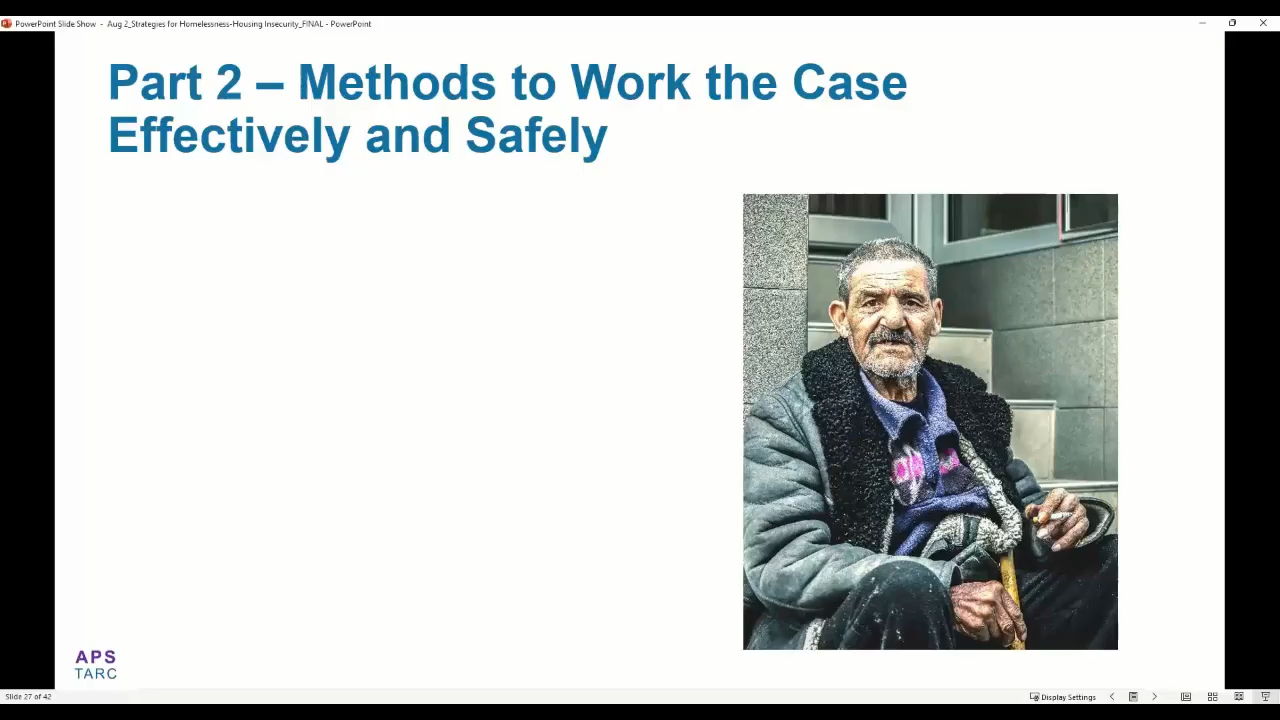 PowerPoint Slide Show - Aug 2_Strategies for Homelessness-Housing Insecurity_FINAL - PowerPoint
Part 2 – Methods to Work the Case
Effectively and Safely
APS
TARC
Slide 27 of 42
Display Settings